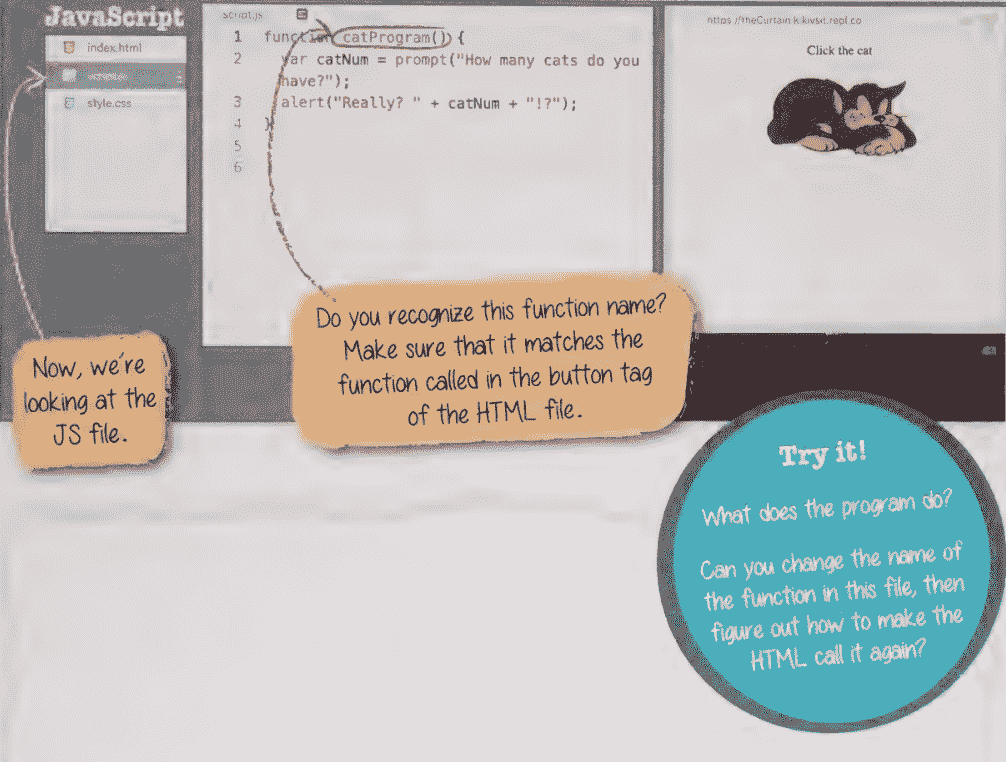 JavaScript
index.html
style.css
script.js
1 function catProgram() {
2 var catNum = prompt("How many cats do you
have?");
3 alert("Really? " + catNum + "!?");
4 }
5
6
Click the cat
Now, we're
looking at the
JS file.
Do you recognize this function name?
Make sure that it matches the
function called in the button tag
of the HTML file.
Try it!
What does the program do?
Can you change the name of
the function in this file, then
figure out how to make the
HTML call it again?